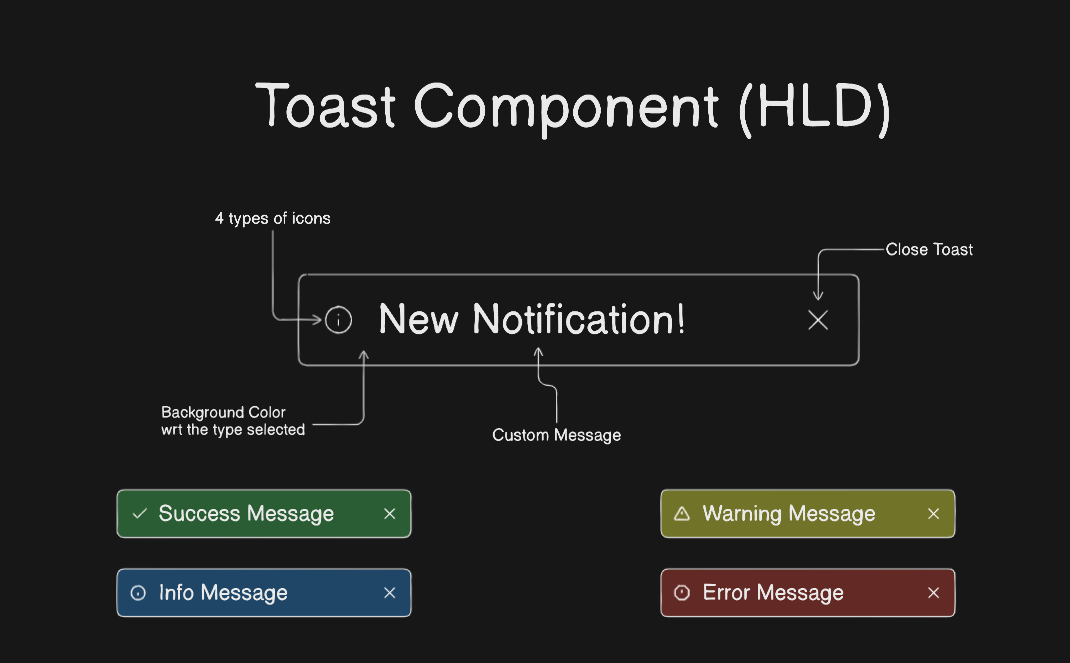 Toast Component (HLD)
4 types of icons
Close Toast
New Notification!
Background Color
wrt the type selected
Custom Message
Success Message
Warning Message
Info Message
Error Message